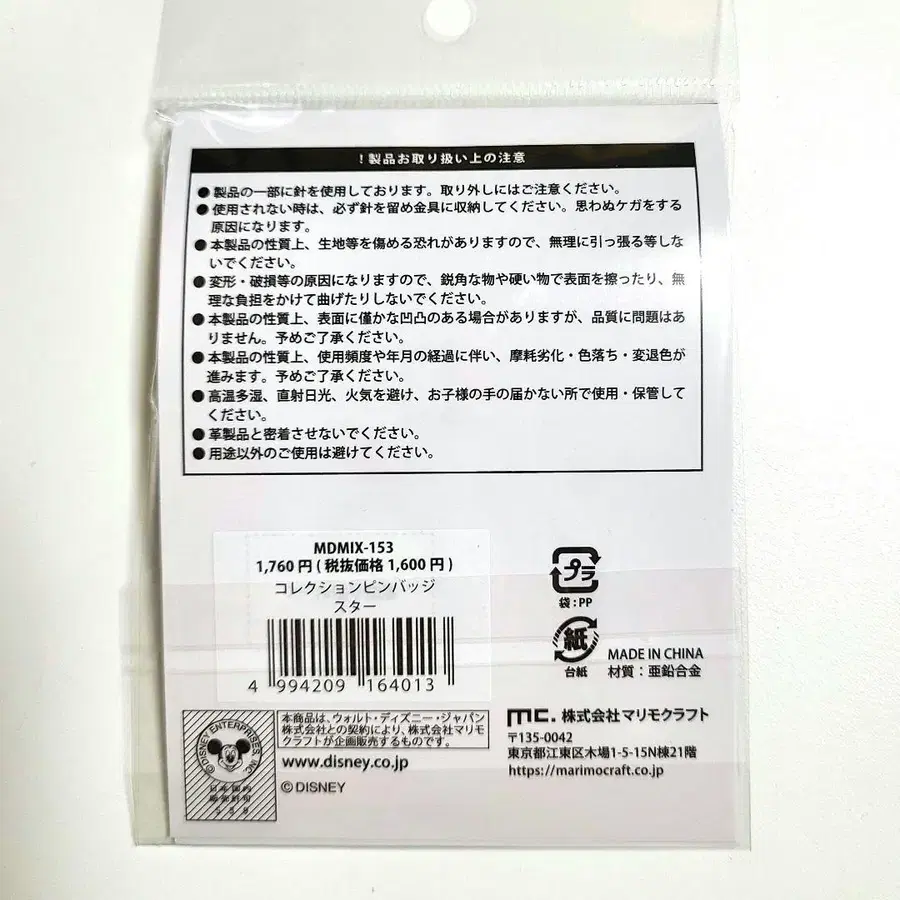 ！製品お取り扱い上の注意
●製品の一部に針を使用しております。取り外しにはご注意ください。
●使用されない時は、必ず針を留め金具に収納してください。思わぬケガをする
原因になります。
●本製品の性質上、生地等を傷める恐れがありますので、無理に引っ張る等しな
いでください。
●変形・破損等の原因になりますので、鋭角な物や硬い物で表面を擦ったり、無
理な負担をかけて曲げたりしないでください。
●本製品の性質上、表面に僅かな凹凸のある場合がありますが、品質に問題はあ
りません。予めご了承ください。
●本製品の性質上、使用頻度や年月の経過に伴い、摩耗劣化・色落ち・変退色が
進みます。予めご了承ください。
●高温多湿、直射日光、火気を避け、お子様の手の届かない所で使用・保管して
ください。
●革製品と密着させないでください。
●用途以外のご使用は避けてください。
MDMIX-153
1,760円(税抜価格1,600円)
コレクションピンバッジ
スター
4 994209 164013
プラ
袋：PP
紙
台紙
MADE IN CHINA
材質：亜鉛合金
©DISNEY ENTERPRISES, INC.
日本国内
本商品は、ウォルト・ディズニー・ジャパン
株式会社との契約により、株式会社マリモ
クラフトが企画販売するものです。
www.disney.co.jp
©DISNEY
mc. 株式会社マリモクラフト
〒135-0042
東京都江東区木場1-5-15N棟21階
https://marimocraft.co.jp